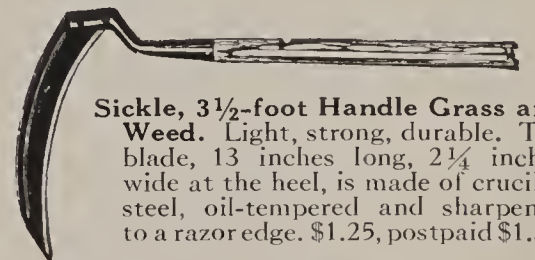 Sickle, 3½-foot Handle Grass a
Weed. Light, strong, durable. T
blade, 13 inches long, 2¼ inch
wide at the heel, is made of cruci
steel, oil-tempered and sharpen
to a razor edge. $1.25, postpaid $1.